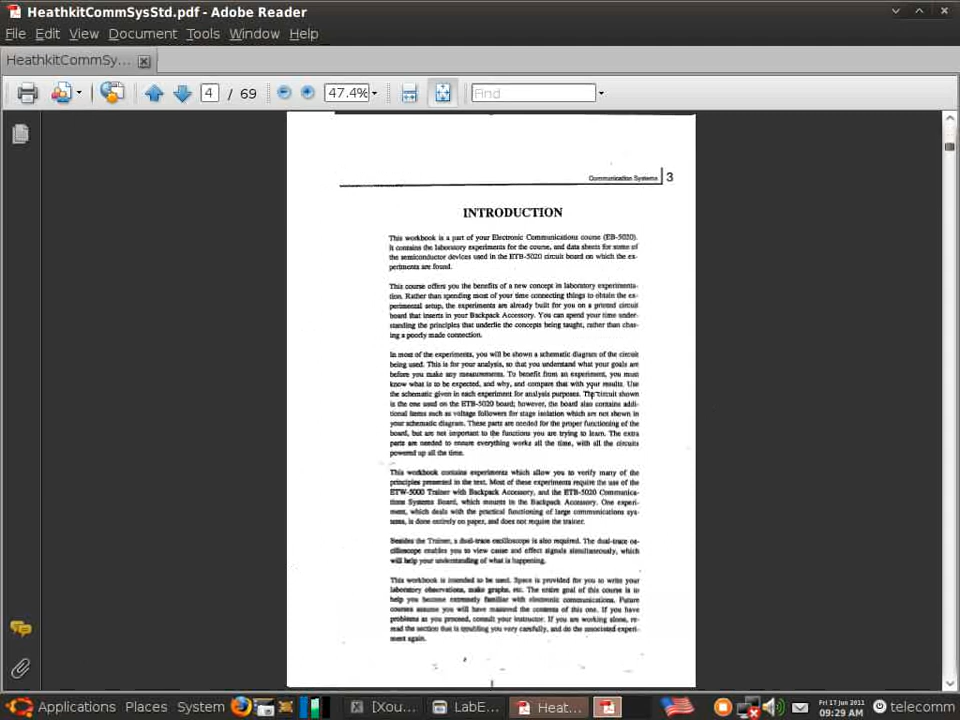 HeathkitCommSysStd.pdf - Adobe Reader
File Edit View Document Tools Window Help
HeathkitCommSy...
4 / 69 47.4% Find
Communication Systems 3
INTRODUCTION
This workbook is a part of your Electronic Communications course (EB-5020).
It contains the laboratory experiments for the course, and data sheets for some of
the semiconductor devices used in the ETB-5020 circuit board on which the ex-
periments are found.
This course offers you the benefits of a new concept in laboratory experimenta-
tion. Rather than spending most of your time connecting things to obtain the ex-
perimental setup, the experiments are already built for you on a printed circuit
board that inserts in your Backpack Accessory. You can spend your time under-
standing the principles that underlie the concepts being taught, rather than chas-
ing a poorly made connection.
In most of the experiments, you will be shown a schematic diagram of the circuit
being used. This is for your analysis, so that you understand what your goals are
before you make any measurements. To benefit from an experiment, you must
know what is to be expected, and why, and compare that with your results. Use
the schematic given in each experiment for analysis purposes. The circuit shown
is the one used on the ETB-5020 board; however, the board also contains addi-
tional items such as voltage followers for stage isolation which are not shown in
your schematic diagram. These parts are needed for the proper functioning of the
board, but are not important to the functions you are trying to learn. The extra
parts are needed to ensure everything works all the time, with all the circuits
powered up all the time.
This workbook contains experiments which allow you to verify many of the
principles presented in the text. Most of these experiments require the use of the
ETW-5000 Trainer with Backpack Accessory, and the ETB-5020 Communica-
tions Systems Board, which mounts in the Backpack Accessory. One experi-
ment, which deals with the practical functioning of large communications sys-
tems, is done entirely on paper, and does not require the trainer.
Besides the Trainer, a dual-trace oscilloscope is also required. The dual-trace os-
cilloscope enables you to view cause and effect signals simultaneously, which
will help your understanding of what is happening.
This workbook is intended to be used. Space is provided for you to write your
laboratory observations, make graphs, etc. The entire goal of this course is to
help you become extremely familiar with electronic communications. Future
courses assume you will have mastered the contents of this one. If you have
problems as you proceed, consult your instructor. If you are working alone, re-
read the section that is troubling you very carefully, and do the associated experi-
ment again.
Applications Places System [Xou... LabE... Heat... Fri 17 Jun 2011 09:29 AM telecomm